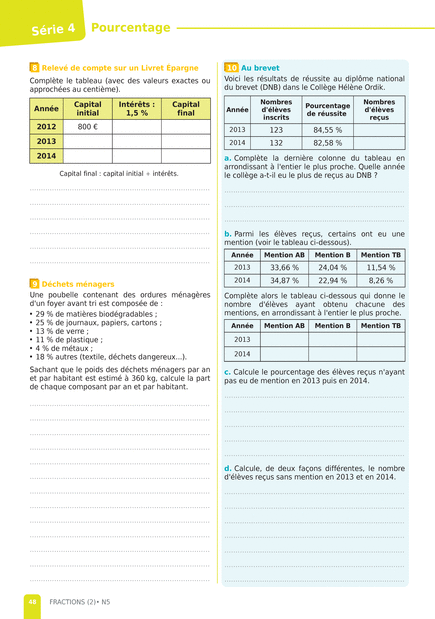 Série 4
Pourcentage
8 Relevé de compte sur un Livret Épargne
Complète le tableau (avec des valeurs exactes ou
approchées au centième).
Année Capital initial Intérêts : 1,5 % Capital final
2012 800 €
2013
2014
Capital final : capital initial + intérêts.
9 Déchets ménagers
Une poubelle contenant des ordures ménagères
d'un foyer avant tri est composée de :
• 29 % de matières biodégradables ;
• 25 % de journaux, papiers, cartons ;
• 13 % de verre ;
• 11 % de plastique ;
• 4 % de métaux ;
• 18 % autres (textile, déchets dangereux...).
Sachant que le poids des déchets ménagers par an
et par habitant est estimé à 360 kg, calcule la part
de chaque composant par an et par habitant.
10 Au brevet
Voici les résultats de réussite au diplôme national
du brevet (DNB) dans le Collège Hélène Ordik.
Année Nombres d'élèves inscrits Pourcentage de réussite Nombres d'élèves reçus
2013 123 84,55 %
2014 132 82,58 %
a. Complète la dernière colonne du tableau en
arrondissant à l'entier le plus proche. Quelle année
le collège a-t-il eu le plus de reçus au DNB ?
b. Parmi les élèves reçus, certains ont eu une
mention (voir le tableau ci-dessous).
Année Mention AB Mention B Mention TB
2013 33,66 % 24,04 % 11,54 %
2014 34,87 % 22,94 % 8,26 %
Complète alors le tableau ci-dessous qui donne le
nombre d'élèves ayant obtenu chacune des
mentions, en arrondissant à l'entier le plus proche.
Année Mention AB Mention B Mention TB
2013
2014
c. Calcule le pourcentage des élèves reçus n'ayant
pas eu de mention en 2013 puis en 2014.
d. Calcule, de deux façons différentes, le nombre
d'élèves reçus sans mention en 2013 et en 2014.
48 FRACTIONS (2)• N5